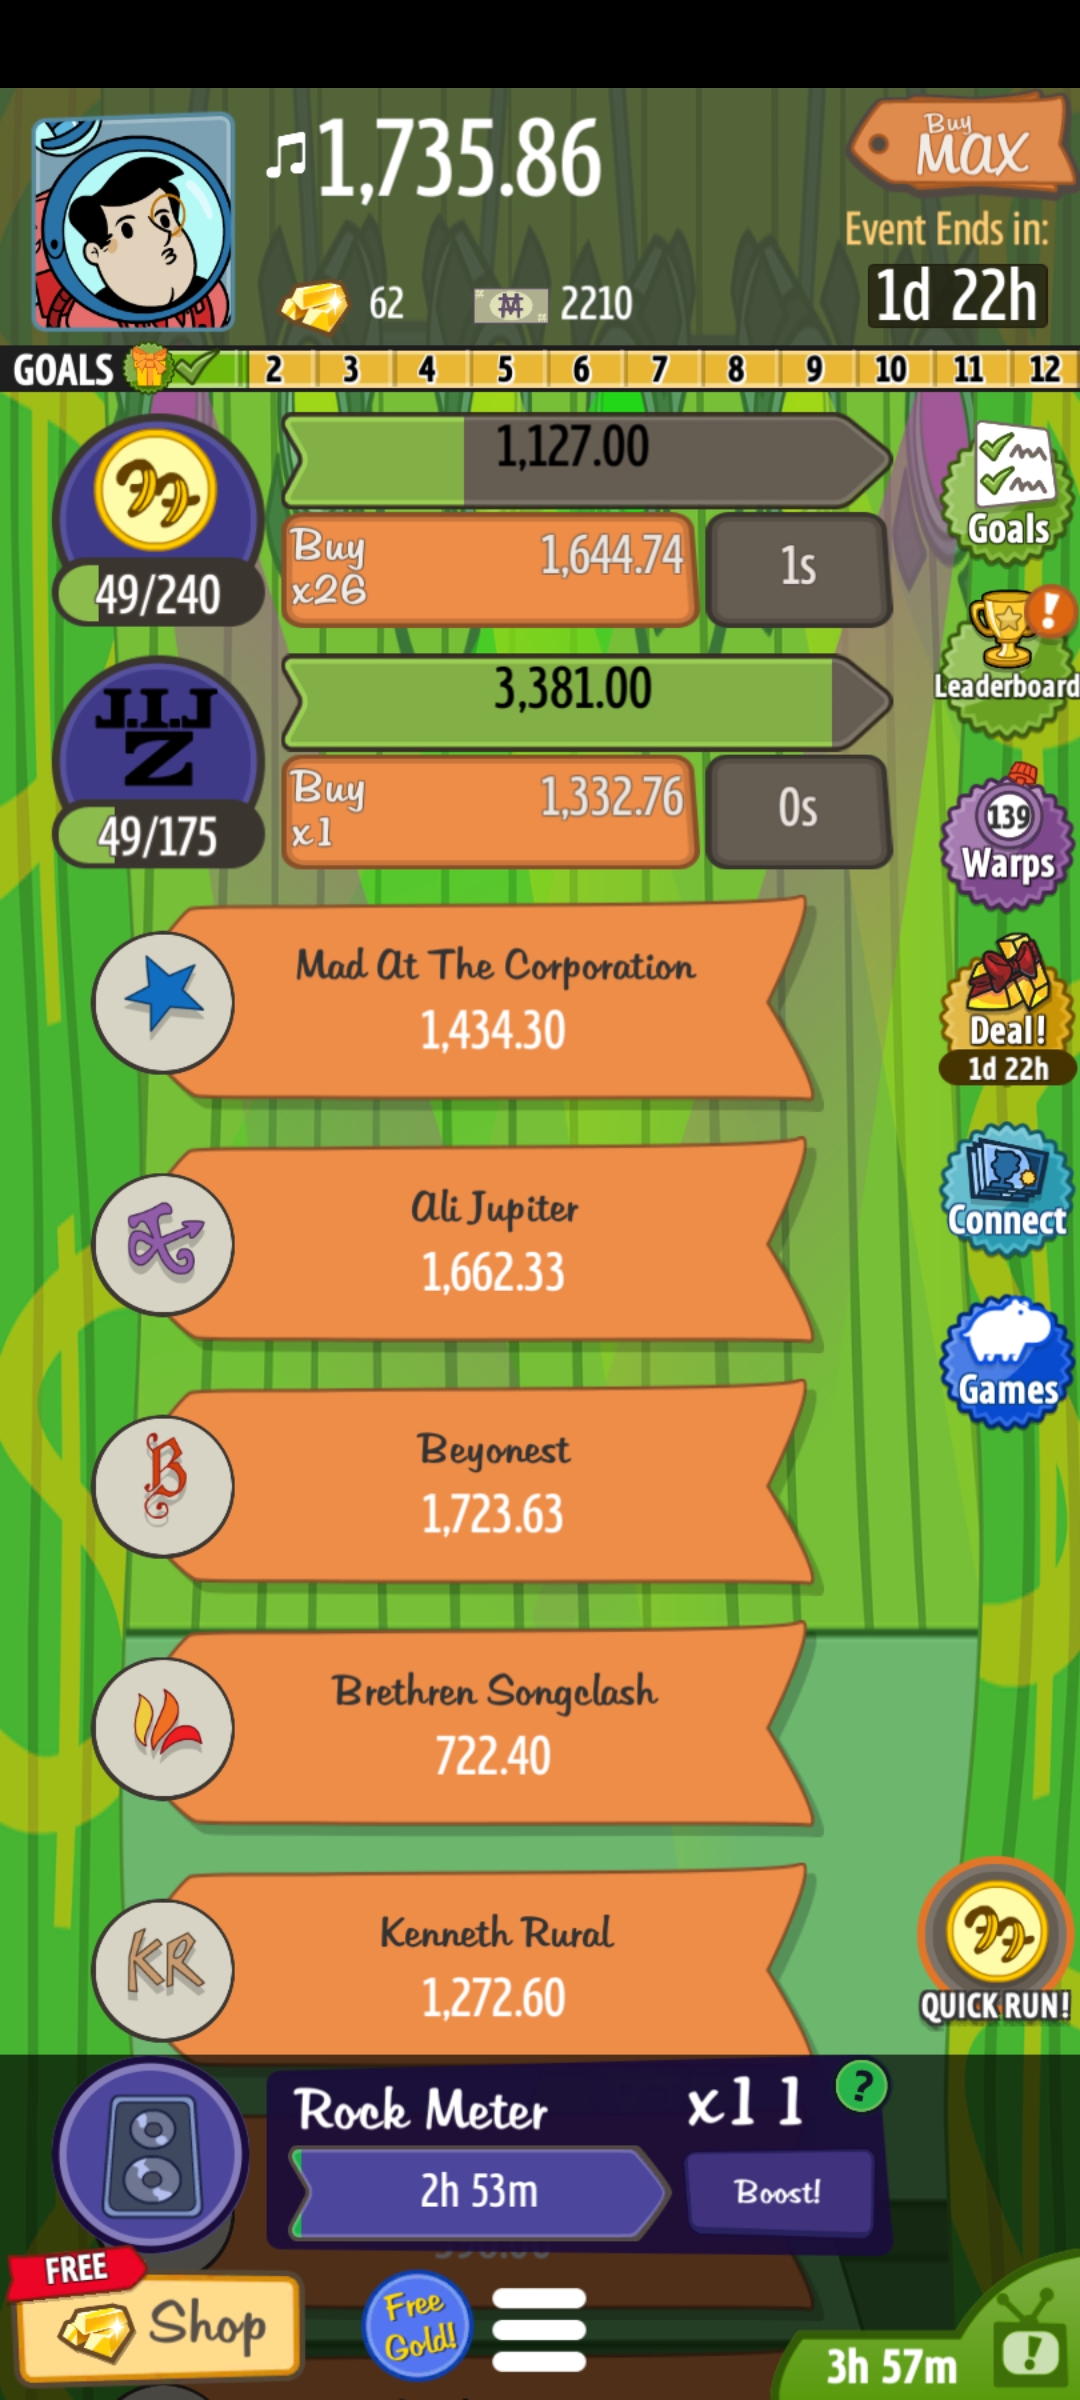 1,735.86
Buy
MAX
Event Ends in:
1d 22h
62
2210
GOALS 2 3 4 5 6 7 8 9 10 11 12
1,127.00
Buy
x26
1,644.74
1s
49/240
Goals
J.I.J
Z
3,381.00
Buy
x1
1,332.76
0s
49/175
Leaderboard
139
Warps
Mad At The Corporation
1,434.30
Deal!
1d 22h
Ali Jupiter
1,662.33
Connect
B
Beyonest
1,723.63
Games
Brethren Songclash
722.40
KR
Kenneth Rural
1,272.60
QUICK RUN!
Rock Meter
x11
?
2h 53m
Boost!
FREE
Shop
Free
Gold!
3h 57m